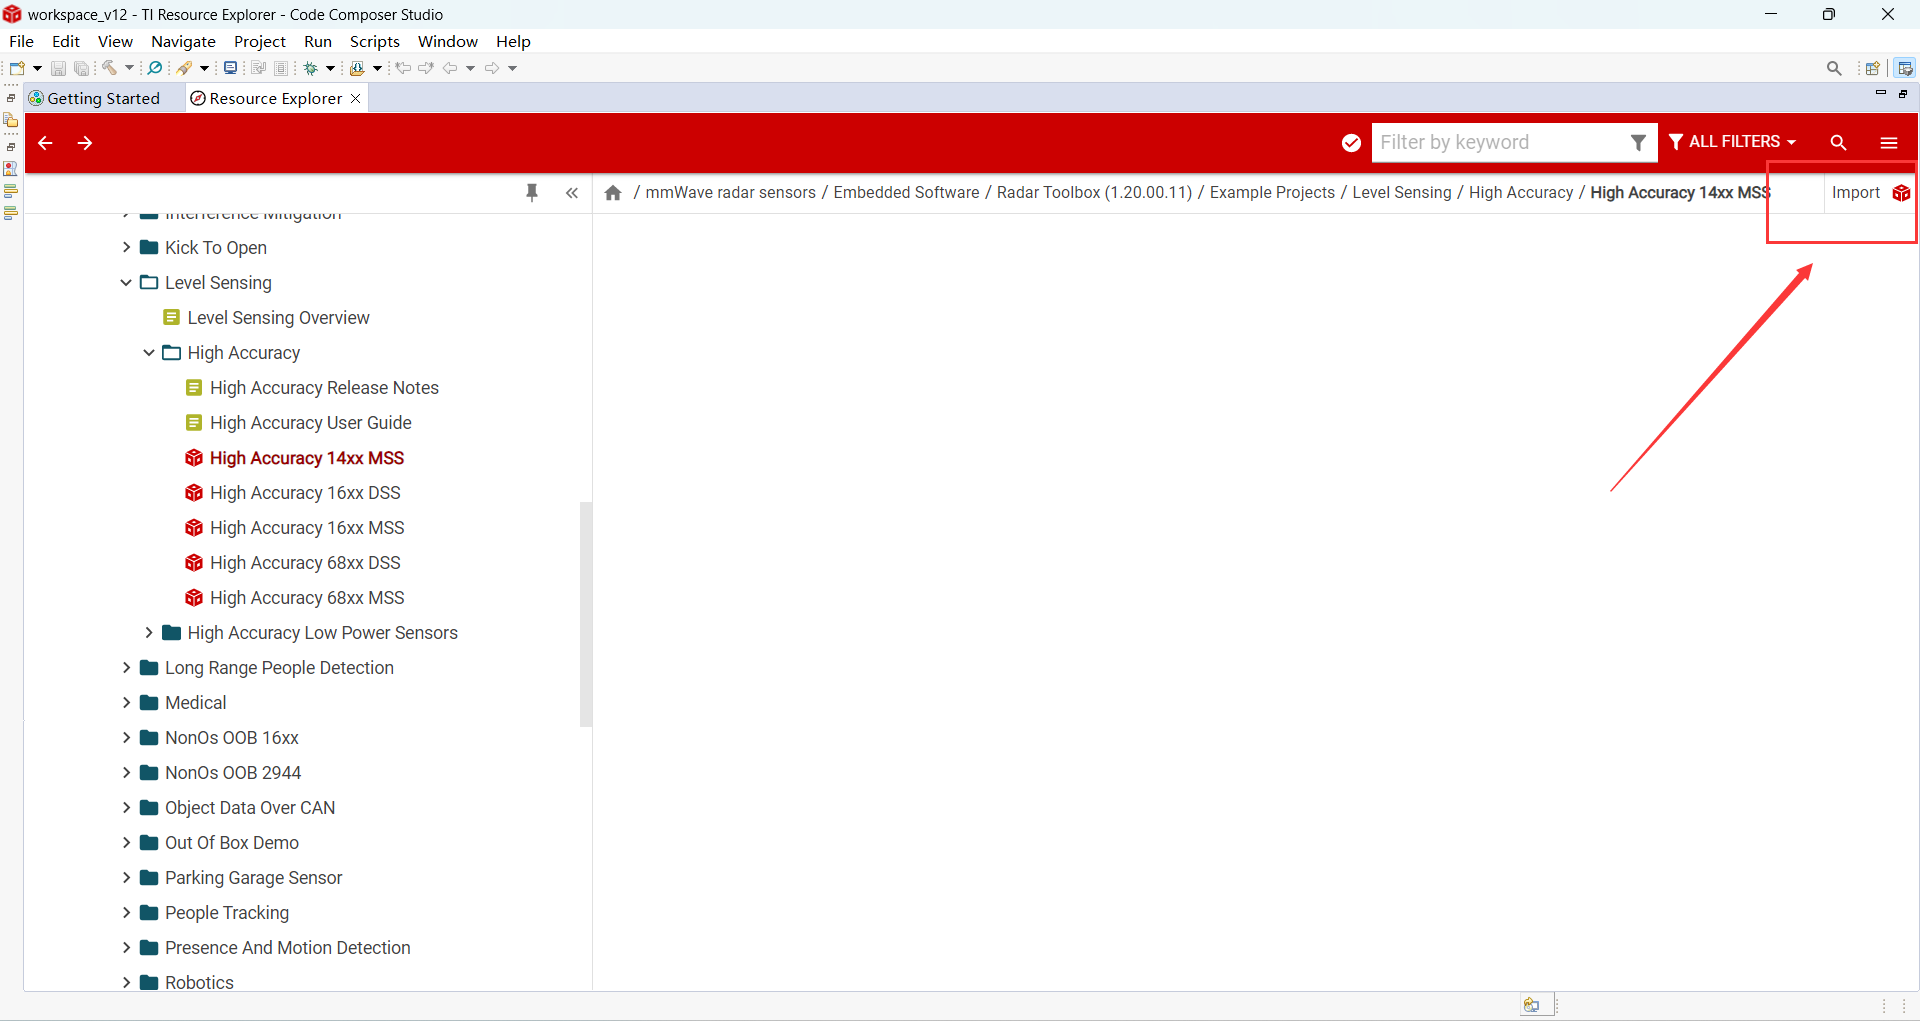 workspace_v12 - TI Resource Explorer - Code Composer Studio
File Edit View Navigate Project Run Scripts Window Help
Getting Started Resource Explorer
Filter by keyword ALL FILTERS
/ mmWave radar sensors / Embedded Software / Radar Toolbox (1.20.00.11) / Example Projects / Level Sensing / High Accuracy / High Accuracy 14xx MSS Import
Interference Mitigation
Kick To Open
Level Sensing
Level Sensing Overview
High Accuracy
High Accuracy Release Notes
High Accuracy User Guide
High Accuracy 14xx MSS
High Accuracy 16xx DSS
High Accuracy 16xx MSS
High Accuracy 68xx DSS
High Accuracy 68xx MSS
High Accuracy Low Power Sensors
Long Range People Detection
Medical
NonOs OOB 16xx
NonOs OOB 2944
Object Data Over CAN
Out Of Box Demo
Parking Garage Sensor
People Tracking
Presence And Motion Detection
Robotics